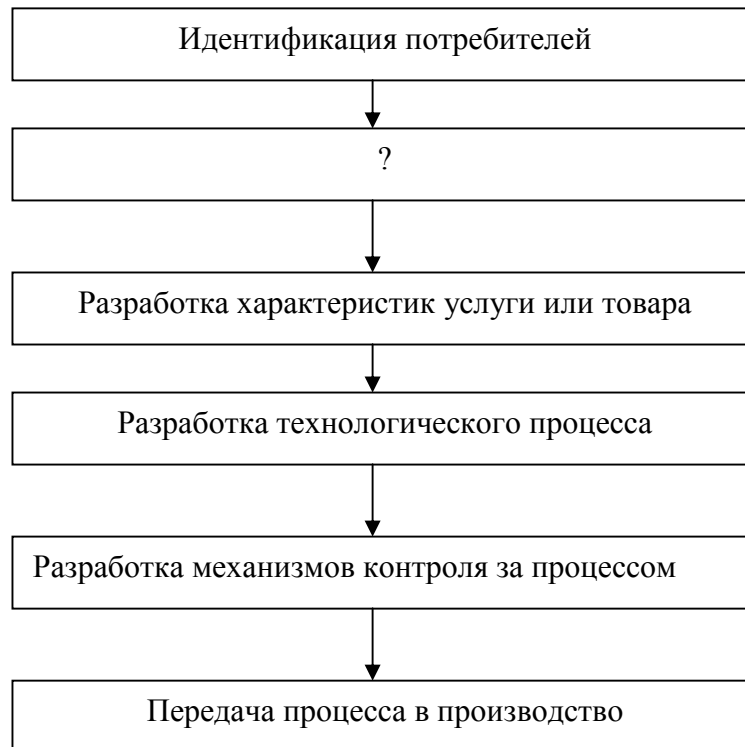 Идентификация потребителей
?
Разработка характеристик услуги или товара
Разработка технологического процесса
Разработка механизмов контроля за процессом
Передача процесса в производство